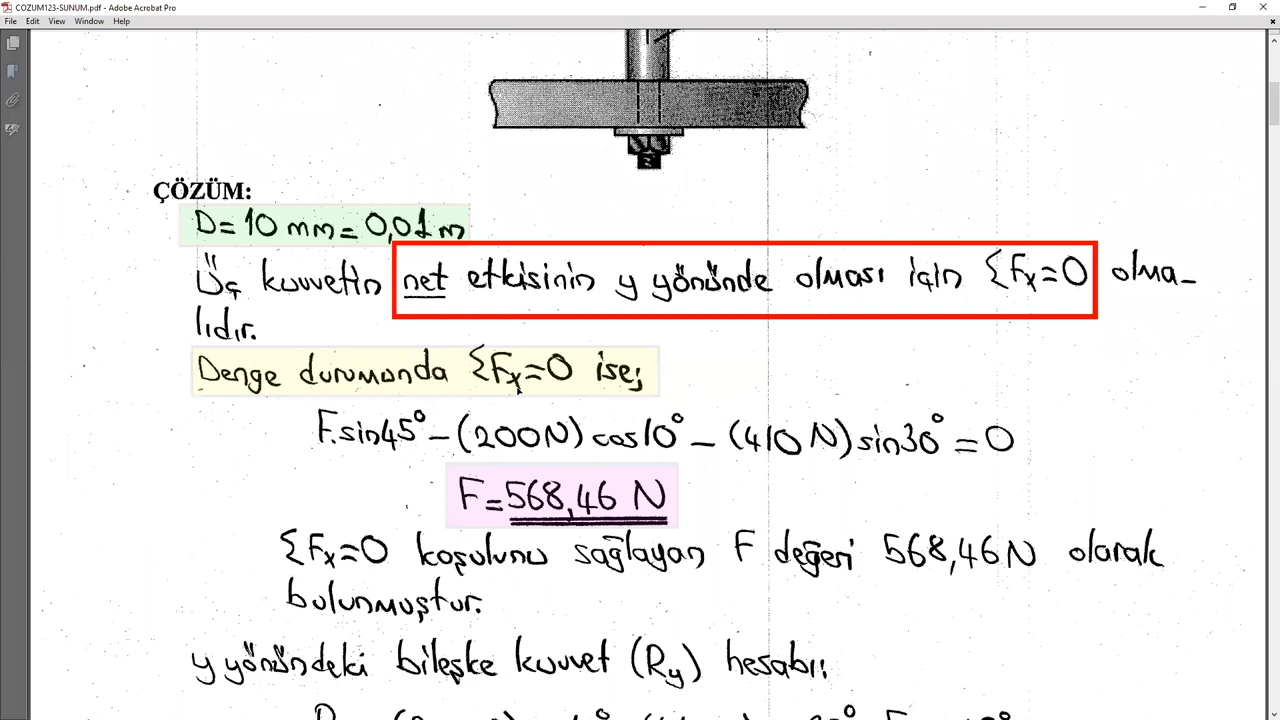 COZUM123-SUNUM.pdf - Adobe Acrobat Pro
File Edit View Window Help
ÇÖZÜM:
D= 10 mm = 0,01 m
Üç kuvvetin net etkisinin y yönünde olması için ΣFx=0 olma-
lıdır.
Denge durumunda ΣFx=0 ise;
F.sin45° - (200N) cos10° - (410 N) sin30° = 0
F= 568,46 N
ΣFx=0 koşulunu sağlayan F değeri 568,46 N olarak
bulunmuştur.
y yönündeki bileşke kuvvet (Ry) hesabı: